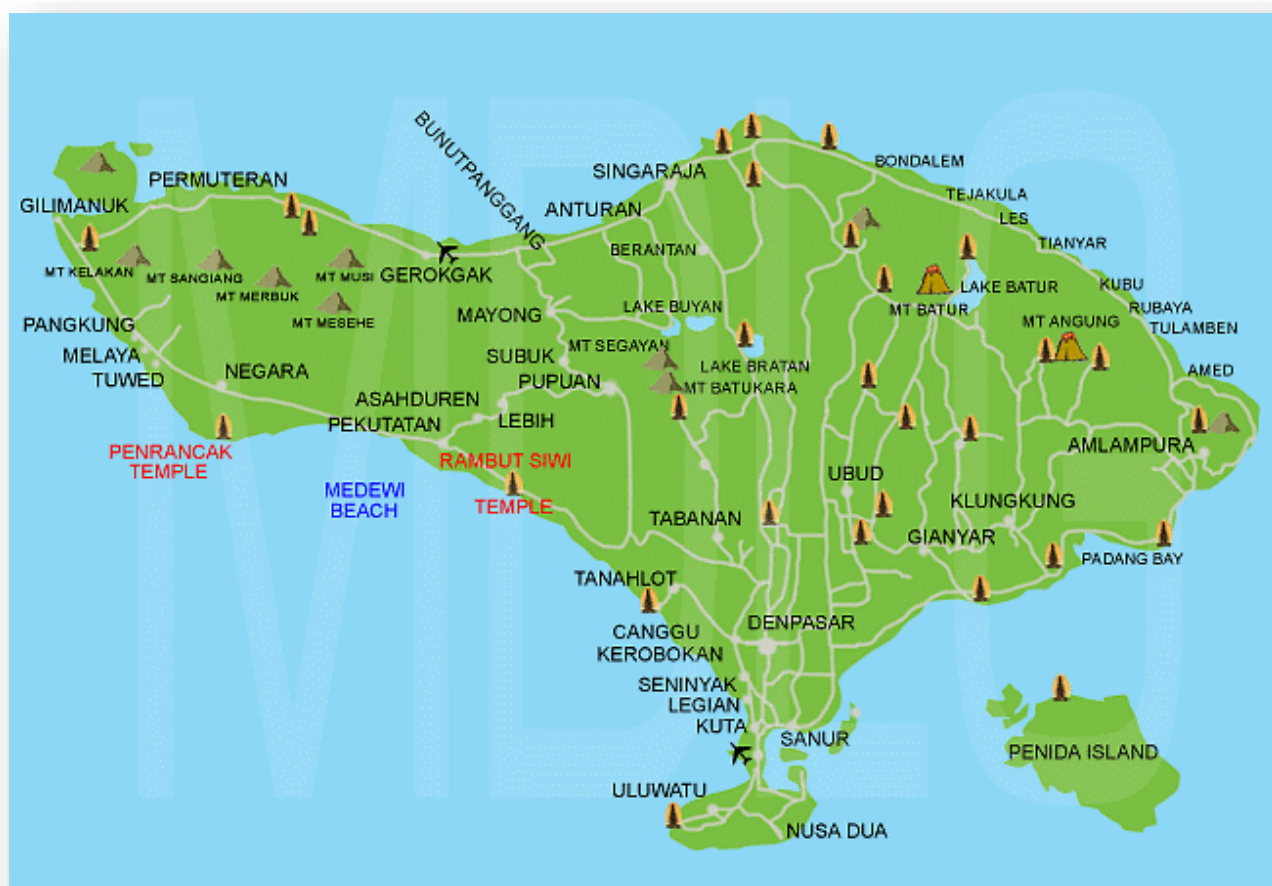 BUNUTPANGGANG
SINGARAJA
BONDALEM
PERMUTERAN
TEJAKULA
GILIMANUK
ANTURAN
LES
BERANTAN
TIANYAR
MT KELAKAN
MT SANGIANG
MT MUSI
GEROKGAK
MT MERBUK
LAKE BATUR
KUBU
MT BATUR
RUBAYA
PANGKUNG
MT MESEHE
MAYONG
LAKE BUYAN
MT ANGUNG
TULAMBEN
MELAYA
MT SEGAYAN
SUBUK
LAKE BRATAN
TUWED
NEGARA
PUPUAN
MT BATUKARA
AMED
ASAHDUREN
PEKUTATAN
LEBIH
AMLAMPURA
PENRANCAK
TEMPLE
RAMBUT SIWI
TEMPLE
MEDEWI
BEACH
UBUD
KLUNGKUNG
TABANAN
GIANYAR
PADANG BAY
TANAHLOT
CANGGU
DENPASAR
KEROBOKAN
SENINYAK
LEGIAN
KUTA
SANUR
PENIDA ISLAND
ULUWATU
NUSA DUA
MBLG